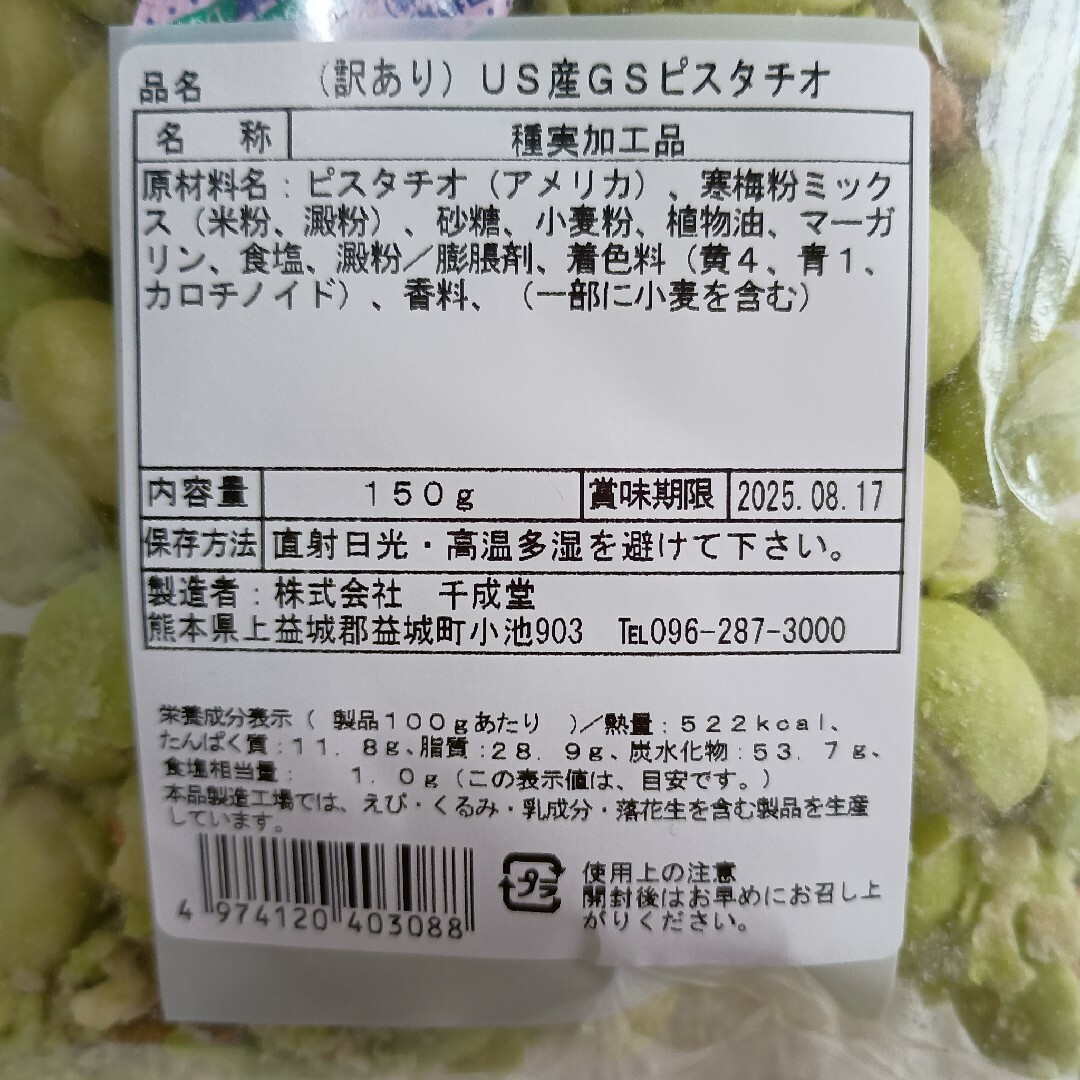 品名 (訳あり) US産GSピスタチオ
名 称 種実加工品
原材料名:ピスタチオ(アメリカ)、寒梅粉ミック
ス(米粉、澱粉)、砂糖、小麦粉、植物油、マーガ
リン、食塩、澱粉/膨脹剤、着色料(黄4、青1、
カロチノイド)、香料、(一部に小麦を含む)
内容量 150g 賞味期限 2025.08.17
保存方法 直射日光・高温多湿を避けて下さい。
製造者:株式会社 千成堂
熊本県上益城郡益城町小池903 ℡096-287-3000
栄養成分表示( 製品100gあたり )/熱量:522kcal、
たんぱく質:11.8g、脂質:28.9g、炭水化物:53.7g、
食塩相当量: 1.0g(この表示値は、目安です。)
本品製造工場では、えび・くるみ・乳成分・落花生を含む製品を生産
しています。
4 974120 403088
プラ
使用上の注意
開封後はお早めにお召し上
がりください。